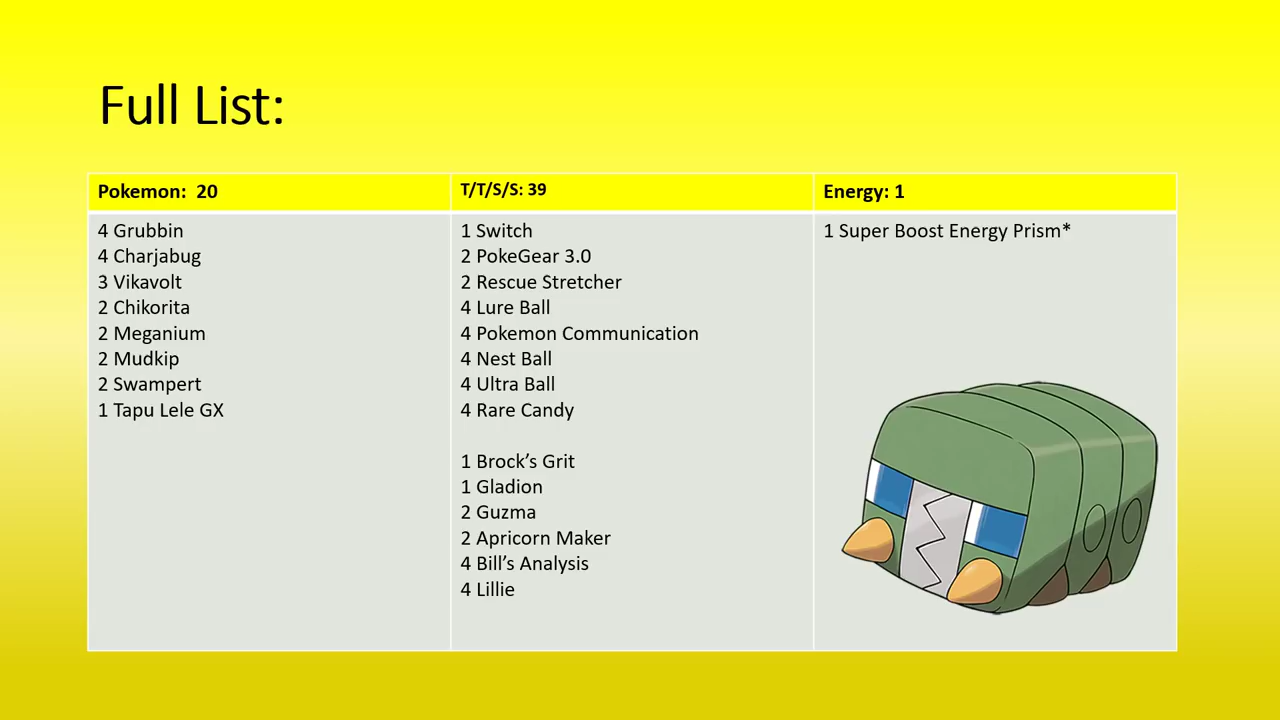 Full List:
Pokemon:  20
T/T/S/S: 39
Energy: 1
4 Grubbin
4 Charjabug
3 Vikavolt
2 Chikorita
2 Meganium
2 Mudkip
2 Swampert
1 Tapu Lele GX
1 Switch
2 PokeGear 3.0
2 Rescue Stretcher
4 Lure Ball
4 Pokemon Communication
4 Nest Ball
4 Ultra Ball
4 Rare Candy
1 Brock’s Grit
1 Gladion
2 Guzma
2 Apricorn Maker
4 Bill’s Analysis
4 Lillie
1 Super Boost Energy Prism*